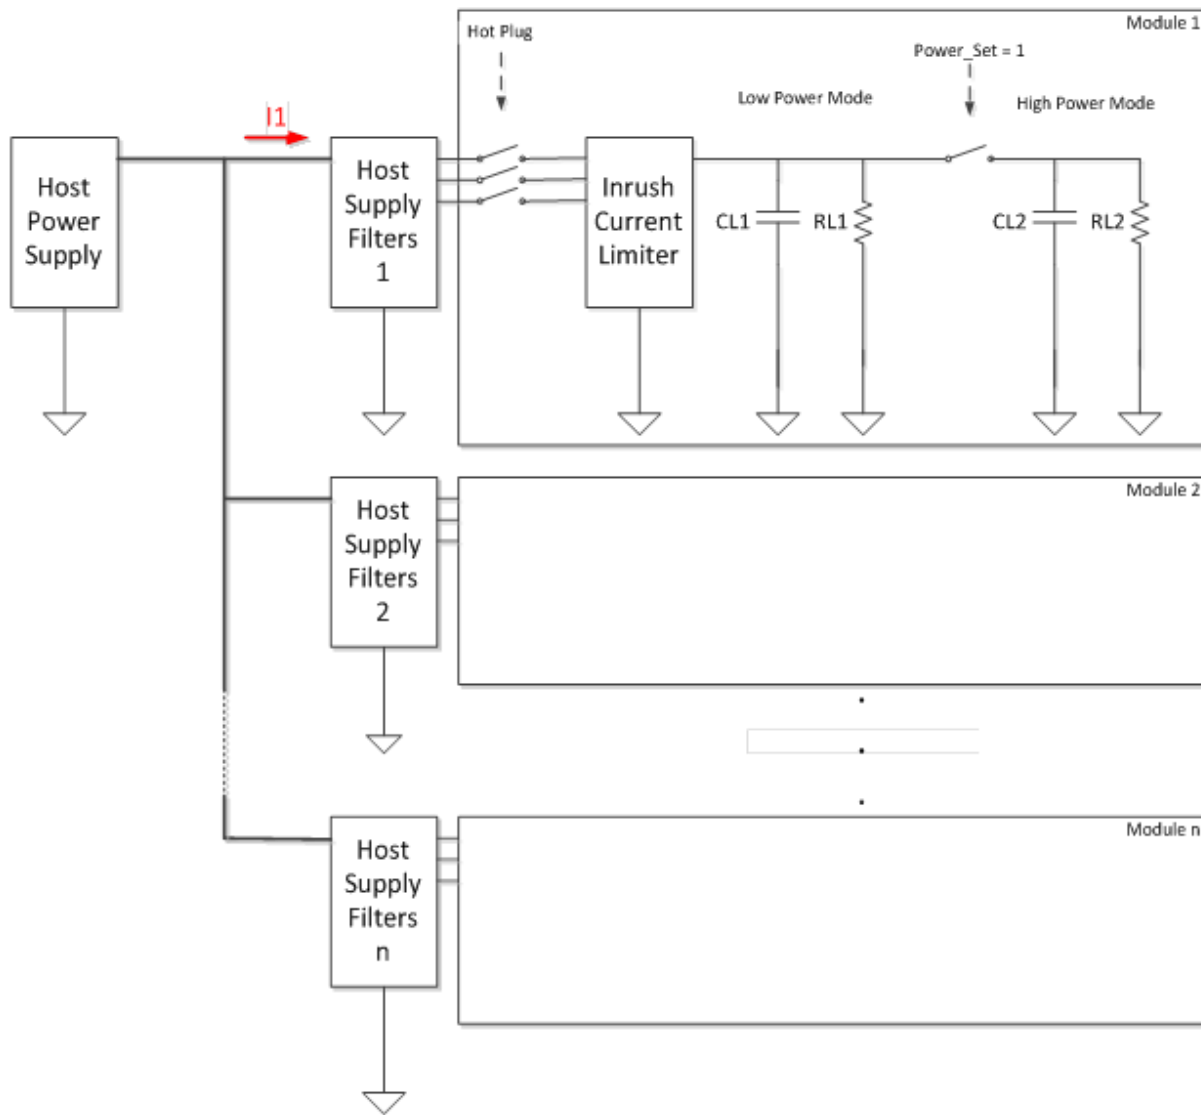 Module 1
Hot Plug
Power_Set = 1
Low Power Mode
High Power Mode
I1
Host
Power
Supply
Host
Supply
Filters
1
Inrush
Current
Limiter
CL1
RL1
CL2
RL2
Module 2
Host
Supply
Filters
2
Module n
Host
Supply
Filters
n